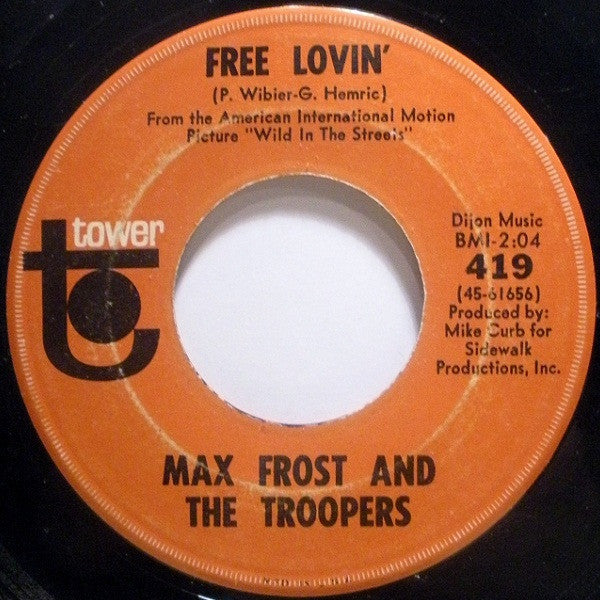 FREE LOVIN'
(P. Wibier-G. Hemric)
From the American International Motion
Picture "Wild In The Streets"
tower
Dijon Music
BMI-2:04
419
(45-61656)
Produced by:
Mike Curb for
Sidewalk
Productions, Inc.
MAX FROST AND
THE TROOPERS